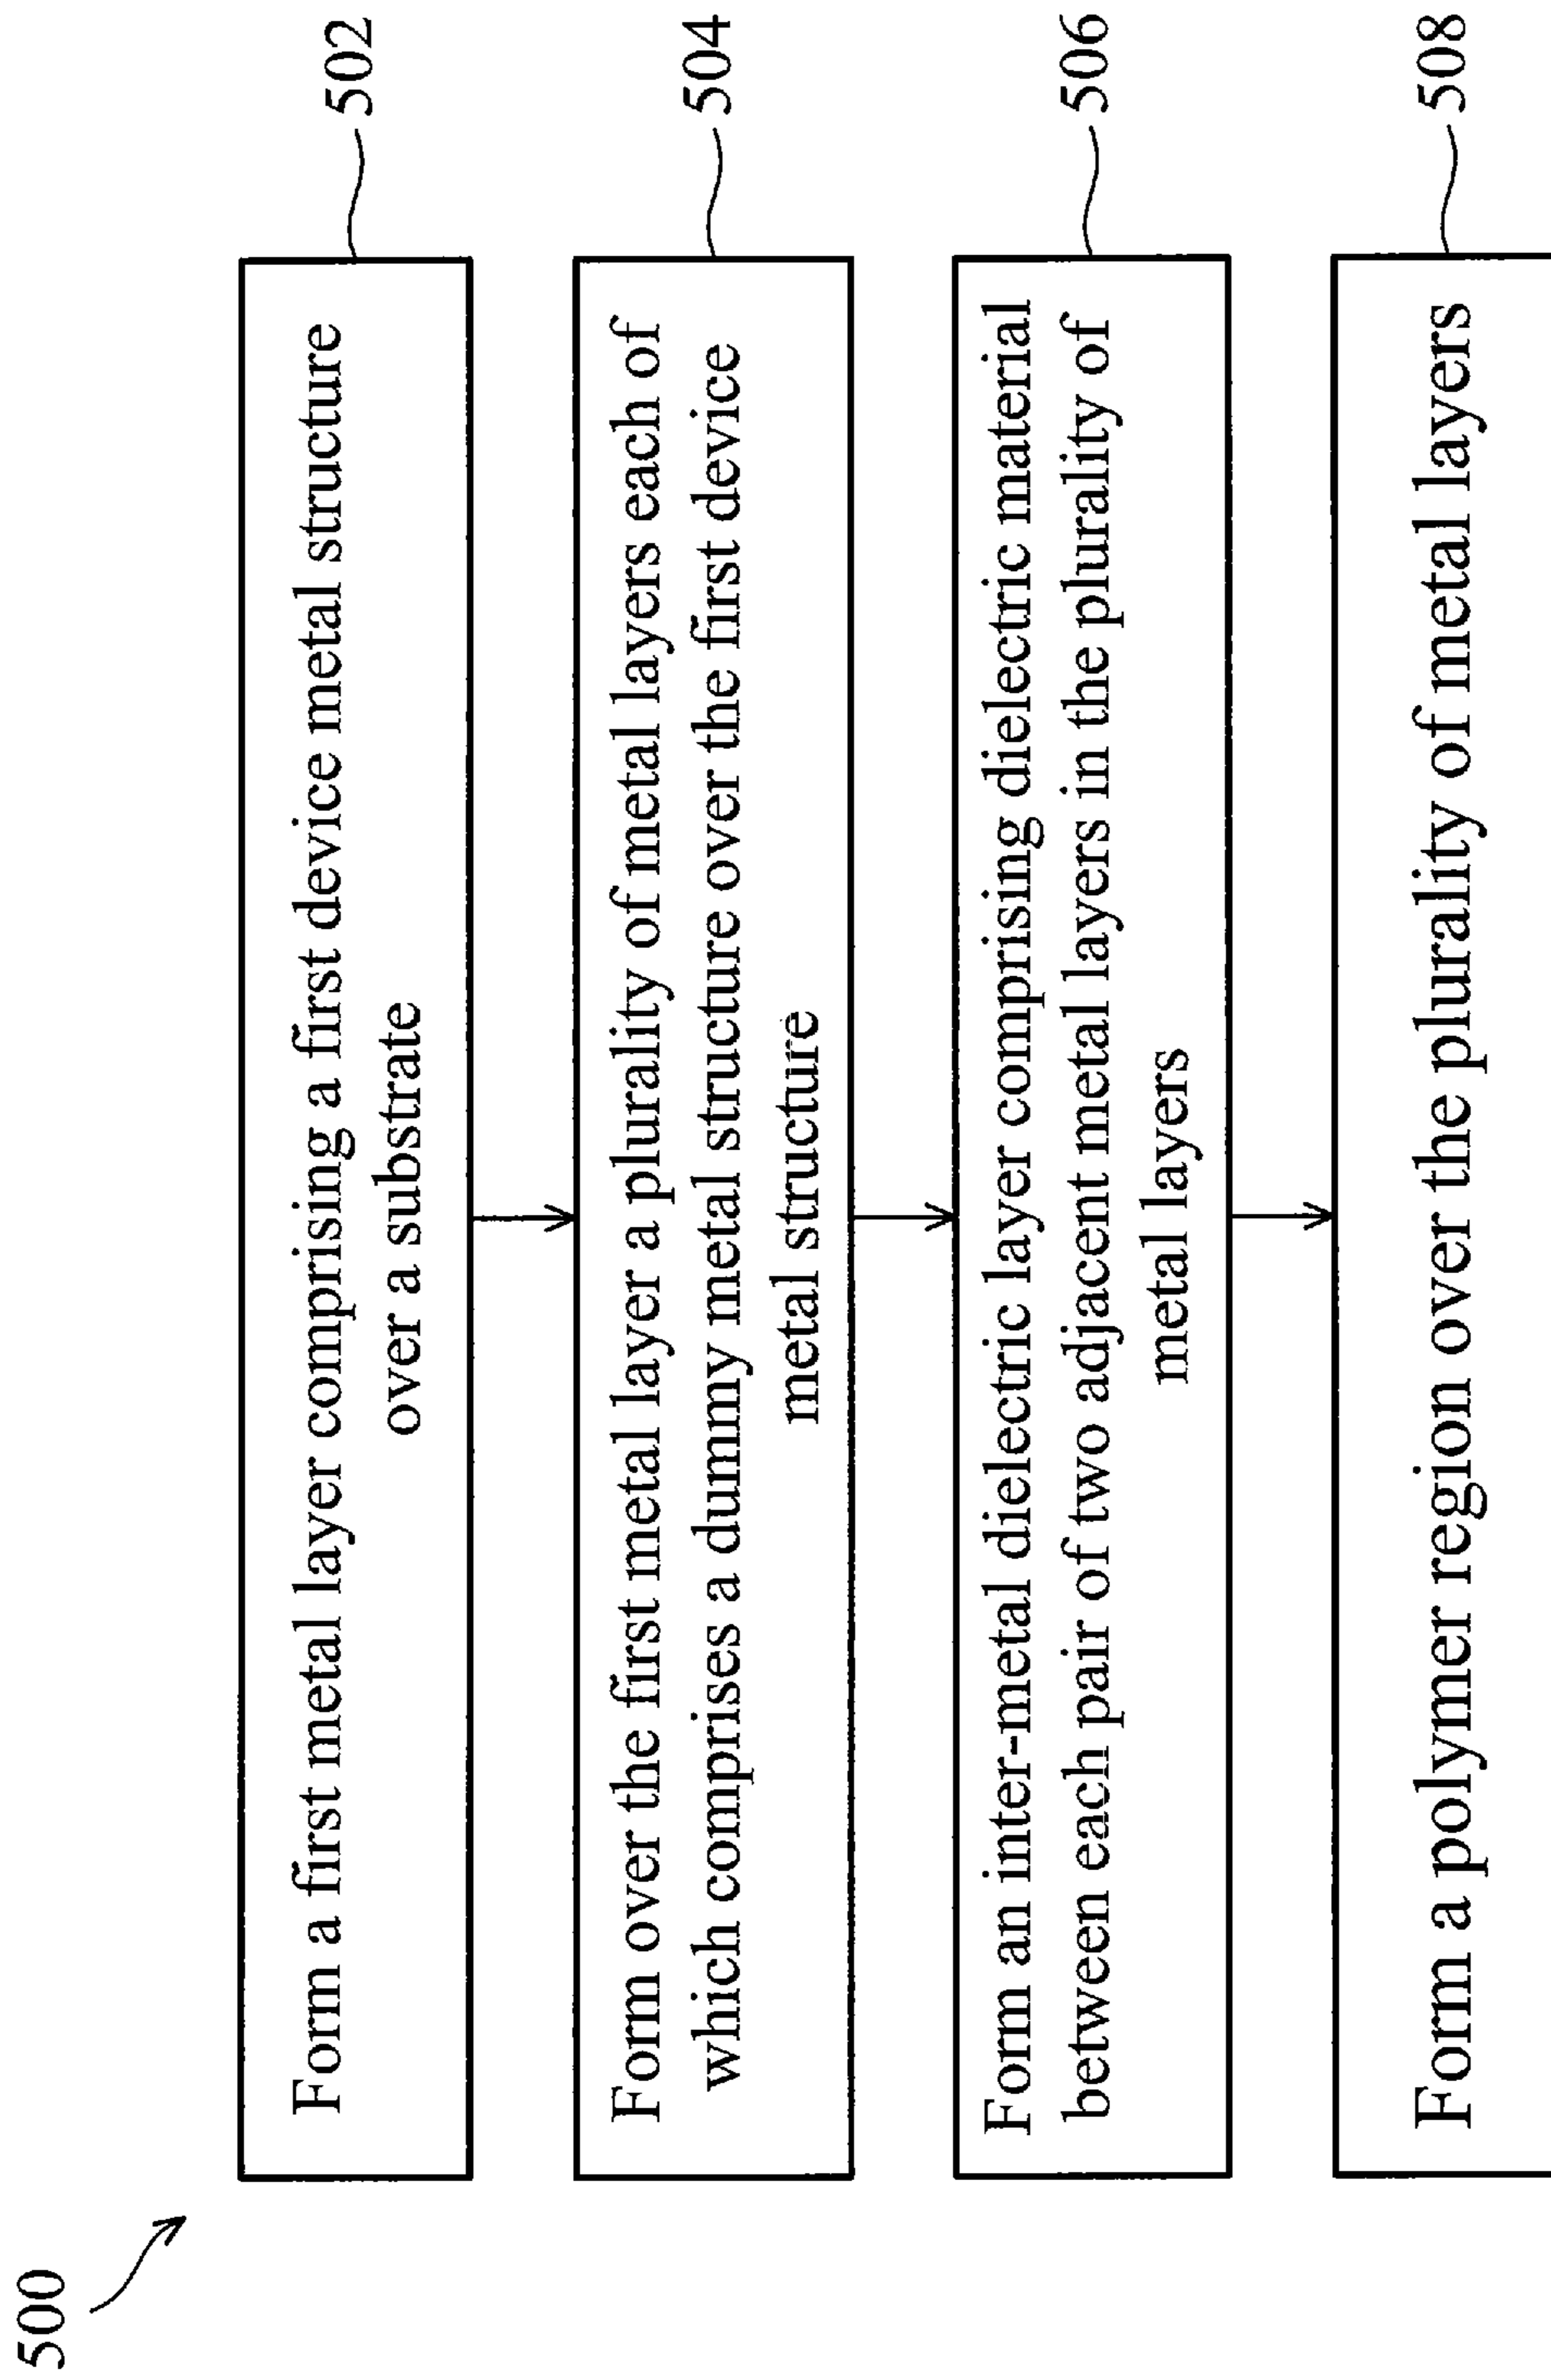 500
Form a first metal layer comprising a first device metal structure
over a substrate
502
Form over the first metal layer a plurality of metal layers each of
which comprises a dummy metal structure over the first device
metal structure
504
Form an inter-metal dielectric layer comprising dielectric material
between each pair of two adjacent metal layers in the plurality of
metal layers
506
Form a polymer region over the plurality of metal layers
508